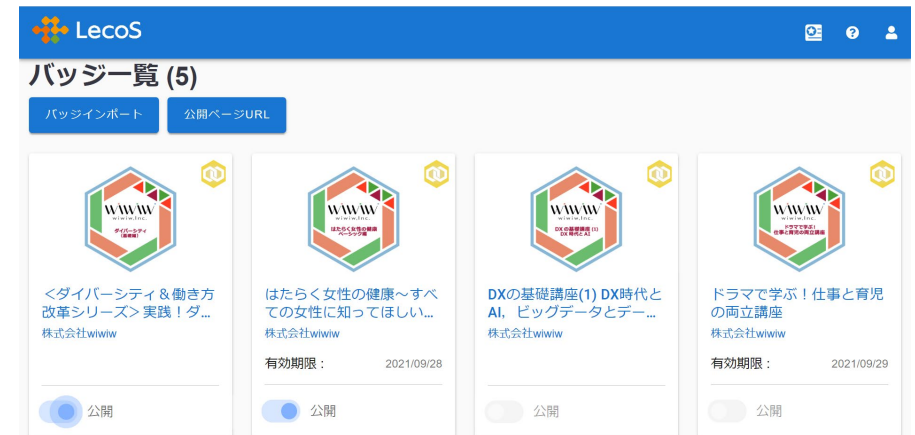 LecoS
バッジ一覧 (5)
バッジインポート
公開ページURL
wiwiw
wiwiw,Inc.
ダイバーシティ
(基礎編)
<ダイバーシティ＆働き方
改革シリーズ> 実践！ダ...
株式会社wiwiw
公開
wiwiw
wiwiw,Inc.
はたらく女性の健康
ベーシック編
はたらく女性の健康～すべ
ての女性に知ってほしい...
株式会社wiwiw
有効期限： 2021/09/28
公開
wiwiw
wiwiw,Inc.
DXの基礎講座 (1)
DX 時代と A]
DXの基礎講座(1) DX時代と
AI，ビッグデータとデー...
株式会社wiwiw
公開
wiwiw
wiwiw,Inc.
ドラマで学ぶ!
仕事と育児の両立講座
ドラマで学ぶ！仕事と育児
の両立講座
株式会社wiwiw
有効期限： 2021/09/29
公開